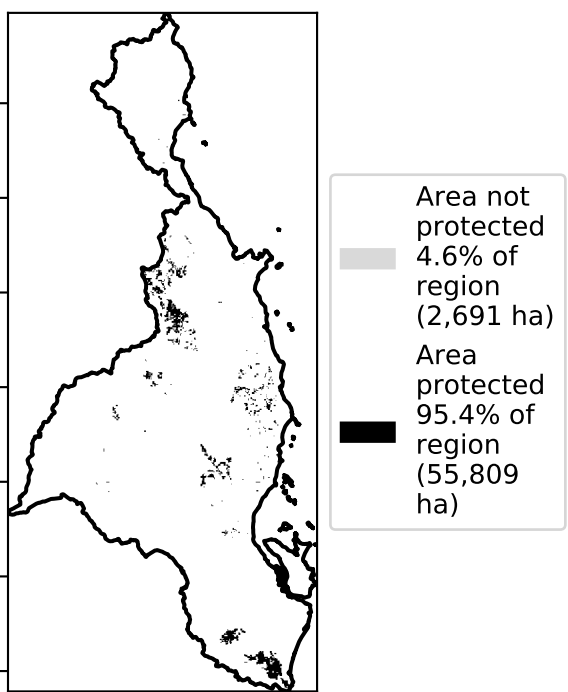 Area not
protected
4.6% of
region
(2,691 ha)
Area
protected
95.4% of
region
(55,809
ha)